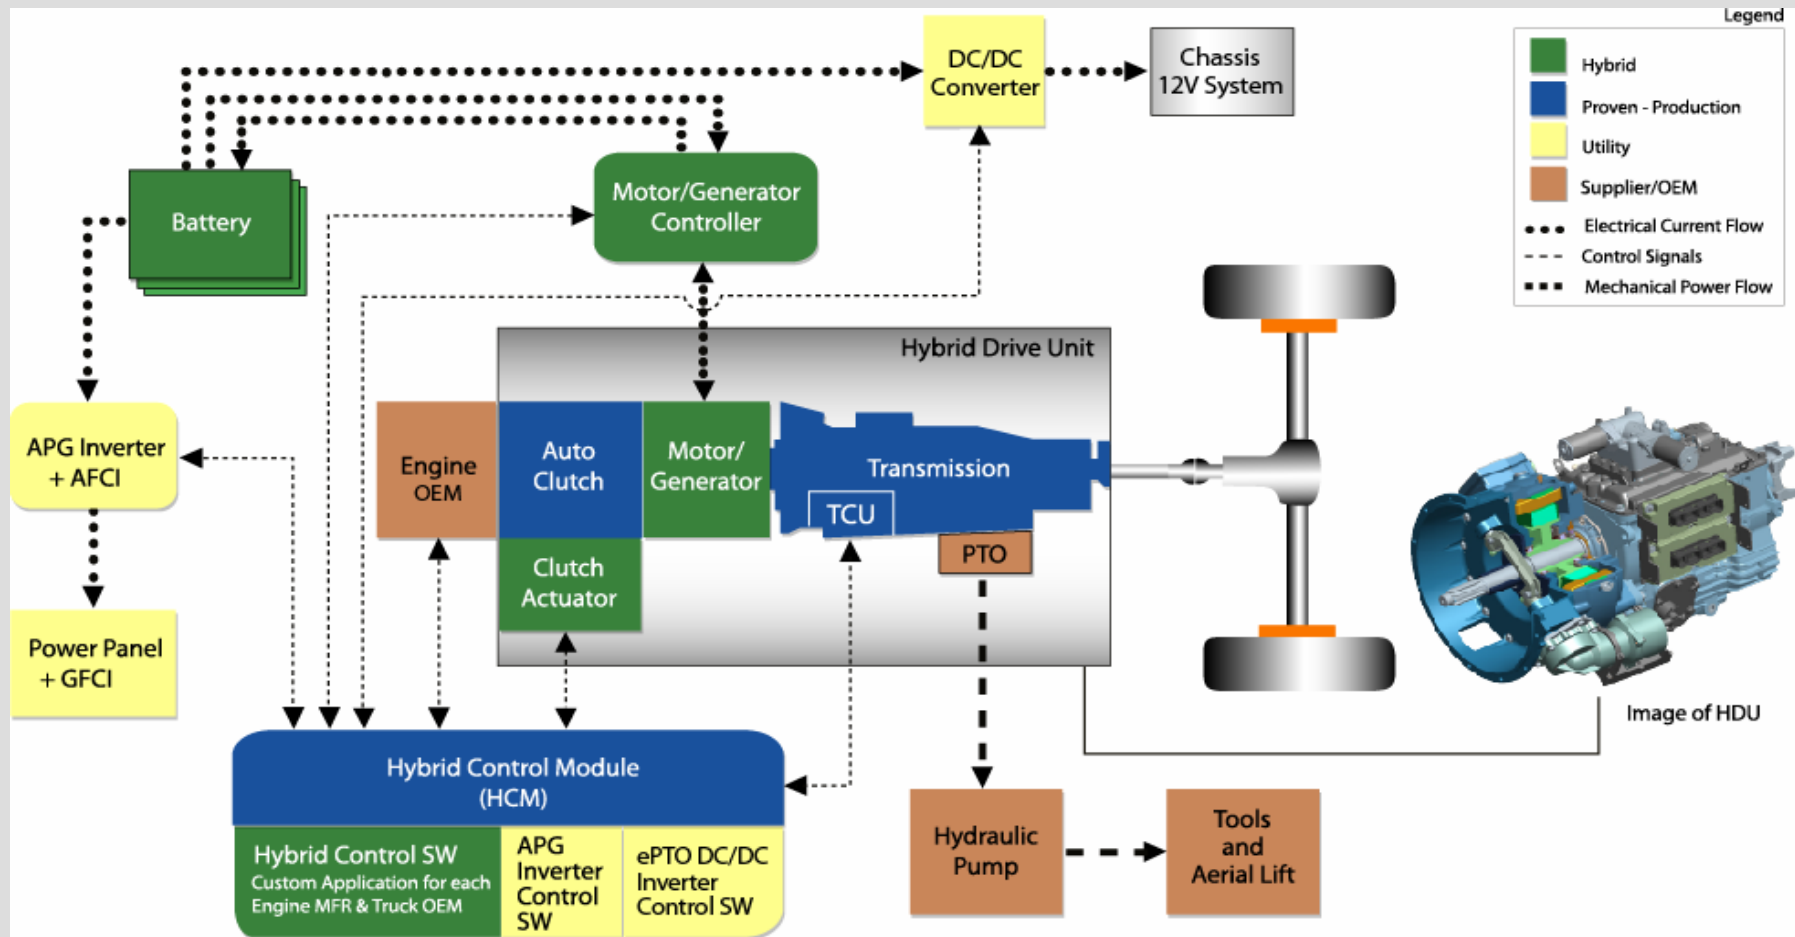 Legend
Hybrid
Proven - Production
Utility
Supplier/OEM
Electrical Current Flow
Control Signals
Mechanical Power Flow
DC/DC
Converter
Chassis
12V System
Motor/Generator
Controller
Battery
Hybrid Drive Unit
APG Inverter
+ AFCI
Engine
OEM
Auto
Clutch
Motor/
Generator
Transmission
TCU
PTO
Clutch
Actuator
Power Panel
+ GFCI
Image of HDU
Hybrid Control Module
(HCM)
Hybrid Control SW
Custom Application for each
Engine MFR & Truck OEM
APG
Inverter
Control
SW
ePTO DC/DC
Inverter
Control SW
Hydraulic
Pump
Tools
and
Aerial Lift